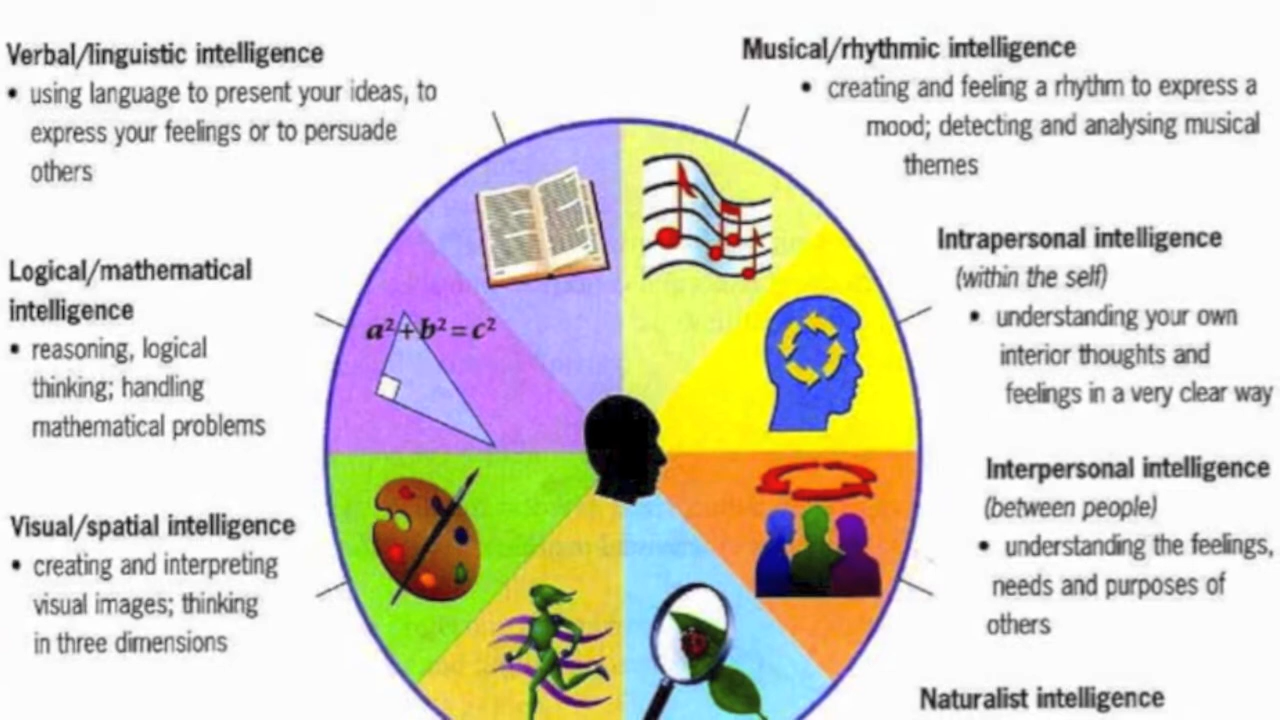 Verbal/linguistic intelligence
• using language to present your ideas, to
express your feelings or to persuade
others
Logical/mathematical
intelligence
• reasoning, logical
thinking; handling
mathematical problems
Visual/spatial intelligence
• creating and interpreting
visual images; thinking
in three dimensions
a²+b²=c²
Musical/rhythmic intelligence
• creating and feeling a rhythm to express a
mood; detecting and analysing musical
themes
Intrapersonal intelligence
(within the self)
• understanding your own
interior thoughts and
feelings in a very clear way
Interpersonal intelligence
(between people)
• understanding the feelings,
needs and purposes of
others
Naturalist intelligence